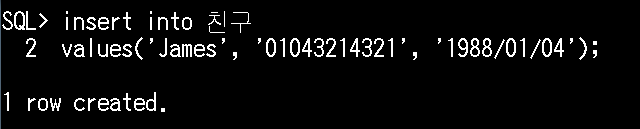 SQL> insert into 친구
2 values('James', '01043214321', '1988/01/04');
1 row created.